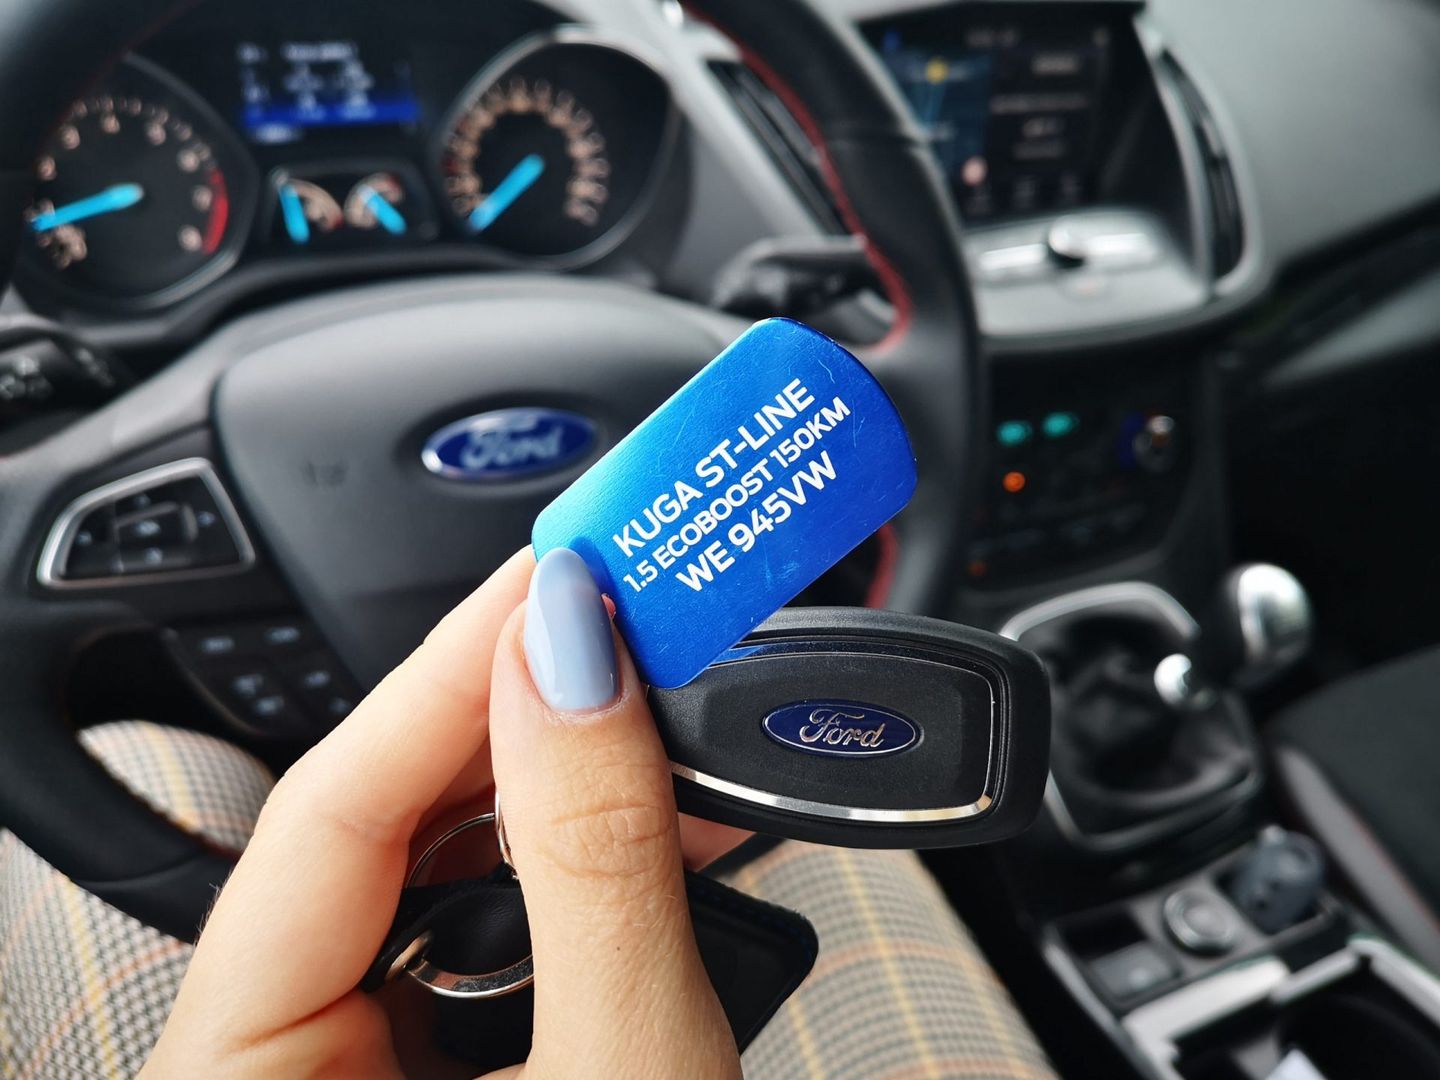 KUGA ST-LINE
1.5 ECOBOOST 150KM
WE 945VW
Ford
Ford